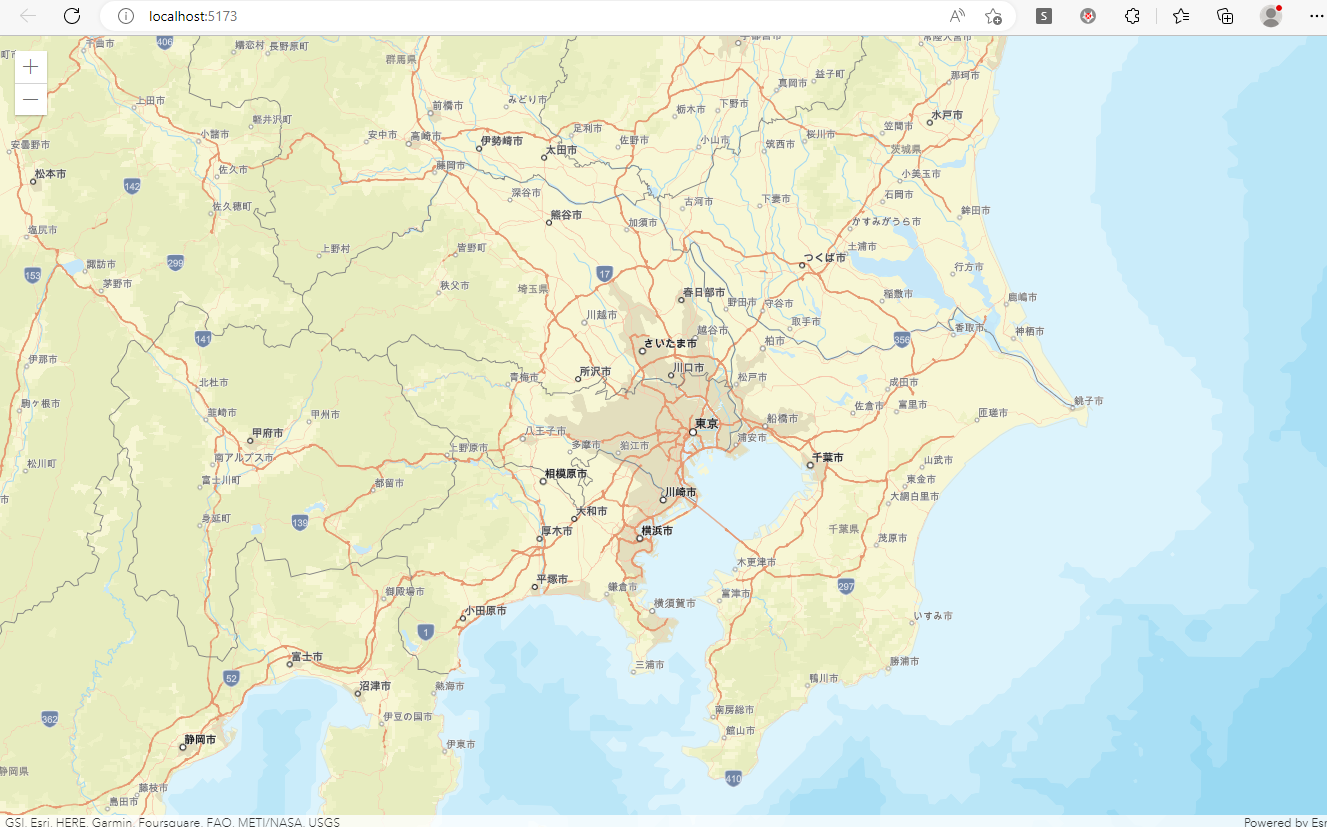 localhost:5173
千曲市
406
嬬恋村
長野原町
群馬県
常陸大宮市
那珂市
益子町
真岡市
上田市
前橋市
みどり市
栃木市
下野市
水戸市
軽井沢町
小諸市
安中市
高崎市
伊勢崎市
足利市
佐野市
小山市
筑西市
桜川市
笠間市
茨城県
安曇野市
太田市
松本市
142
佐久市
藤岡市
小美玉市
石岡市
佐久穂町
深谷市
熊谷市
加須市
古河市
下妻市
かすみがうら市
鉾田市
塩尻市
上野村
皆野町
土浦市
つくば市
行方市
153
諏訪市
299
17
茅野市
秩父市
埼玉県
春日部市
野田市
守谷市
稲敷市
鹿嶋市
川越市
取手市
香取市
神栖市
141
さいたま市
越谷市
柏市
356
伊那市
所沢市
川口市
松戸市
成田市
北杜市
青梅市
駒ヶ根市
韮崎市
甲州市
東京
船橋市
佐倉市
富里市
匝瑳市
銚子市
甲府市
上野原市
八王子市
多摩市
狛江市
浦安市
松川町
南アルプス市
千葉市
山武市
富士川町
都留市
相模原市
川崎市
東金市
大網白里市
身延町
139
大和市
厚木市
横浜市
千葉県
茂原市
平塚市
鎌倉市
木更津市
297
御殿場市
小田原市
横須賀市
富津市
いすみ市
1
富士市
三浦市
勝浦市
52
沼津市
熱海市
鴨川市
362
伊豆の国市
南房総市
静岡市
伊東市
館山市
静岡県
藤枝市
410
島田市
GSI, Esri, HERE, Garmin, Foursquare, FAO, METI/NASA, USGS
Powered by Esr